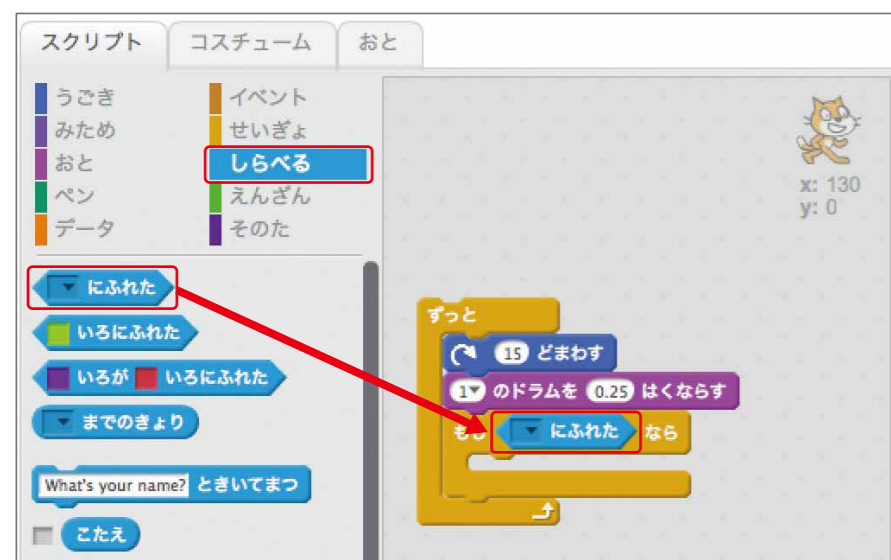 スクリプト コスチューム おと
うごき イベント
みため せいぎょ
おと しらべる
ペン えんざん
データ そのた
x: 130
y: 0
にふれた
いろにふれた
いろが いろにふれた
までのきょり
What's your name? ときいてまつ
こたえ
ずっと
15 どまわす
1 のドラムを 0.25 はくならす
もし にふれた なら